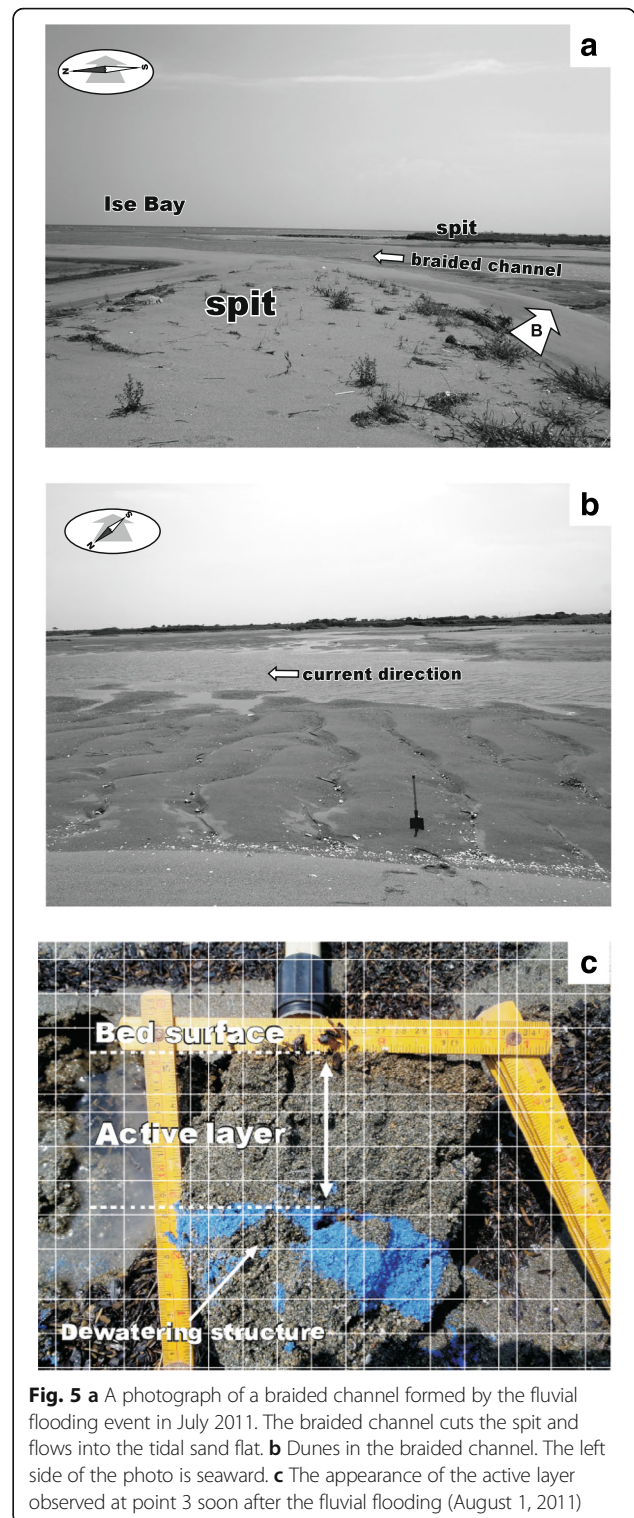 a
N S
Ise Bay
spit
braided channel
spit
B
b
N S
current direction
c
Bed surface
Active layer
Dewatering structure
Fig. 5 a A photograph of a braided channel formed by the fluvial
flooding event in July 2011. The braided channel cuts the spit and
flows into the tidal sand flat. b Dunes in the braided channel. The left
side of the photo is seaward. c The appearance of the active layer
observed at point 3 soon after the fluvial flooding (August 1, 2011)